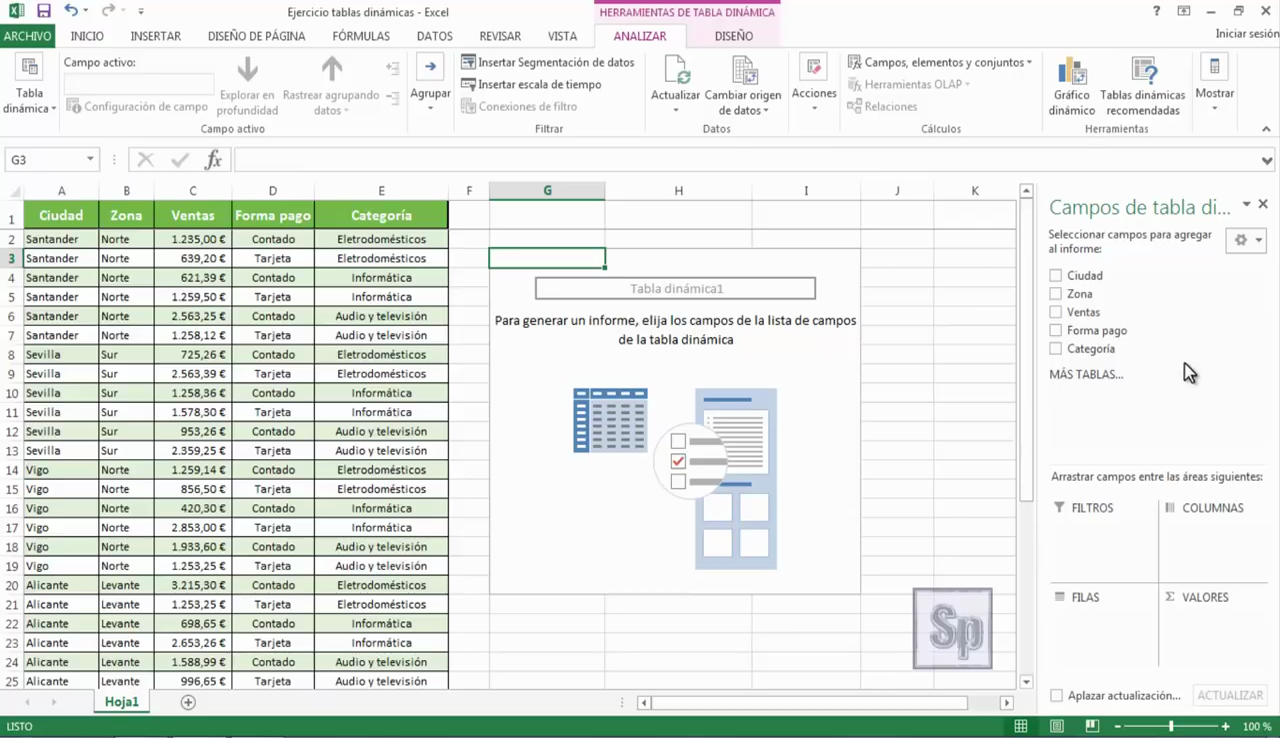 Ejercicio tablas dinámicas - Excel
HERRAMIENTAS DE TABLA DINÁMICA
?
ARCHIVO INICIO INSERTAR DISEÑO DE PÁGINA FÓRMULAS DATOS REVISAR VISTA ANALIZAR DISEÑO Iniciar sesión
Tabla dinámica
Campo activo:
Configuración de campo
Explorar en profundidad
Rastrear agrupando datos
Campo activo
Agrupar
Insertar Segmentación de datos
Insertar escala de tiempo
Conexiones de filtro
Filtrar
Actualizar
Cambiar origen de datos
Datos
Acciones
Campos, elementos y conjuntos
Herramientas OLAP
Relaciones
Cálculos
Gráfico dinámico
Tablas dinámicas recomendadas
Herramientas
Mostrar
G3 fx
A B C D E F G H I J K
1 Ciudad Zona Ventas Forma pago Categoría
2 Santander Norte 1.235,00 € Contado Eletrodomésticos
3 Santander Norte 639,20 € Tarjeta Eletrodomésticos
4 Santander Norte 621,39 € Contado Informática
5 Santander Norte 1.259,50 € Tarjeta Informática
6 Santander Norte 2.563,25 € Contado Audio y televisión
7 Santander Norte 1.258,12 € Tarjeta Audio y televisión
8 Sevilla Sur 725,26 € Contado Eletrodomésticos
9 Sevilla Sur 2.563,39 € Tarjeta Eletrodomésticos
10 Sevilla Sur 1.258,36 € Contado Informática
11 Sevilla Sur 1.578,30 € Tarjeta Informática
12 Sevilla Sur 953,26 € Contado Audio y televisión
13 Sevilla Sur 2.359,25 € Tarjeta Audio y televisión
14 Vigo Norte 1.259,14 € Contado Eletrodomésticos
15 Vigo Norte 856,50 € Tarjeta Eletrodomésticos
16 Vigo Norte 420,30 € Contado Informática
17 Vigo Norte 2.853,00 € Tarjeta Informática
18 Vigo Norte 1.933,60 € Contado Audio y televisión
19 Vigo Norte 1.253,25 € Tarjeta Audio y televisión
20 Alicante Levante 3.215,30 € Contado Eletrodomésticos
21 Alicante Levante 1.253,25 € Tarjeta Eletrodomésticos
22 Alicante Levante 698,65 € Contado Informática
23 Alicante Levante 2.653,26 € Tarjeta Informática
24 Alicante Levante 1.588,99 € Contado Audio y televisión
25 Alicante Levante 996,65 € Tarjeta Audio y televisión
Tabla dinámica1
Para generar un informe, elija los campos de la lista de campos
de la tabla dinámica
Sp
Campos de tabla di...
Seleccionar campos para agregar
al informe:
Ciudad
Zona
Ventas
Forma pago
Categoría
MÁS TABLAS...
Arrastrar campos entre las áreas siguientes:
FILTROS COLUMNAS
FILAS Σ VALORES
Aplazar actualización... ACTUALIZAR
Hoja1
LISTO
100 %